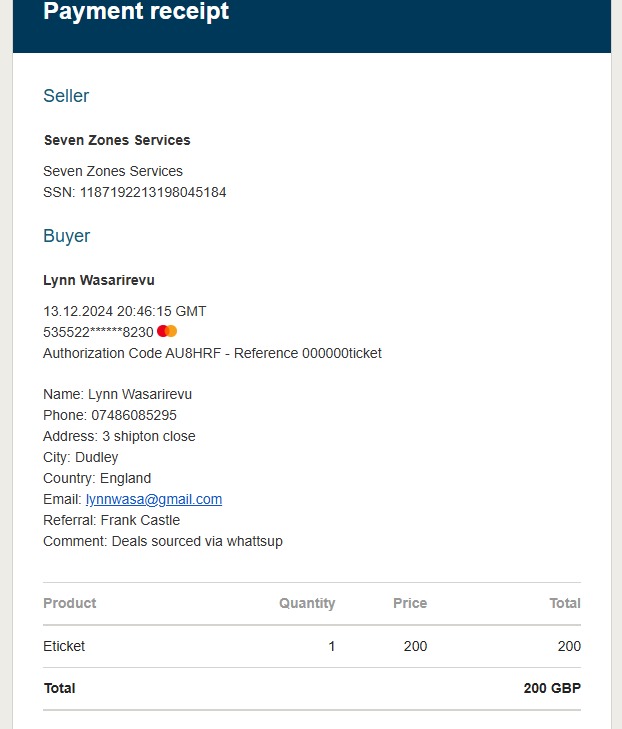 Payment receipt
Seller
Seven Zones Services
Seven Zones Services
SSN: 1187192213198045184
Buyer
Lynn Wasarirevu
13.12.2024 20:46:15 GMT
535522******8230
Authorization Code AU8HRF - Reference 000000ticket
Name: Lynn Wasarirevu
Phone: 07486085295
Address: 3 shipton close
City: Dudley
Country: England
Email: lynnwasa@gmail.com
Referral: Frank Castle
Comment: Deals sourced via whattsup
Product Quantity Price Total
Eticket 1 200 200
Total 200 GBP